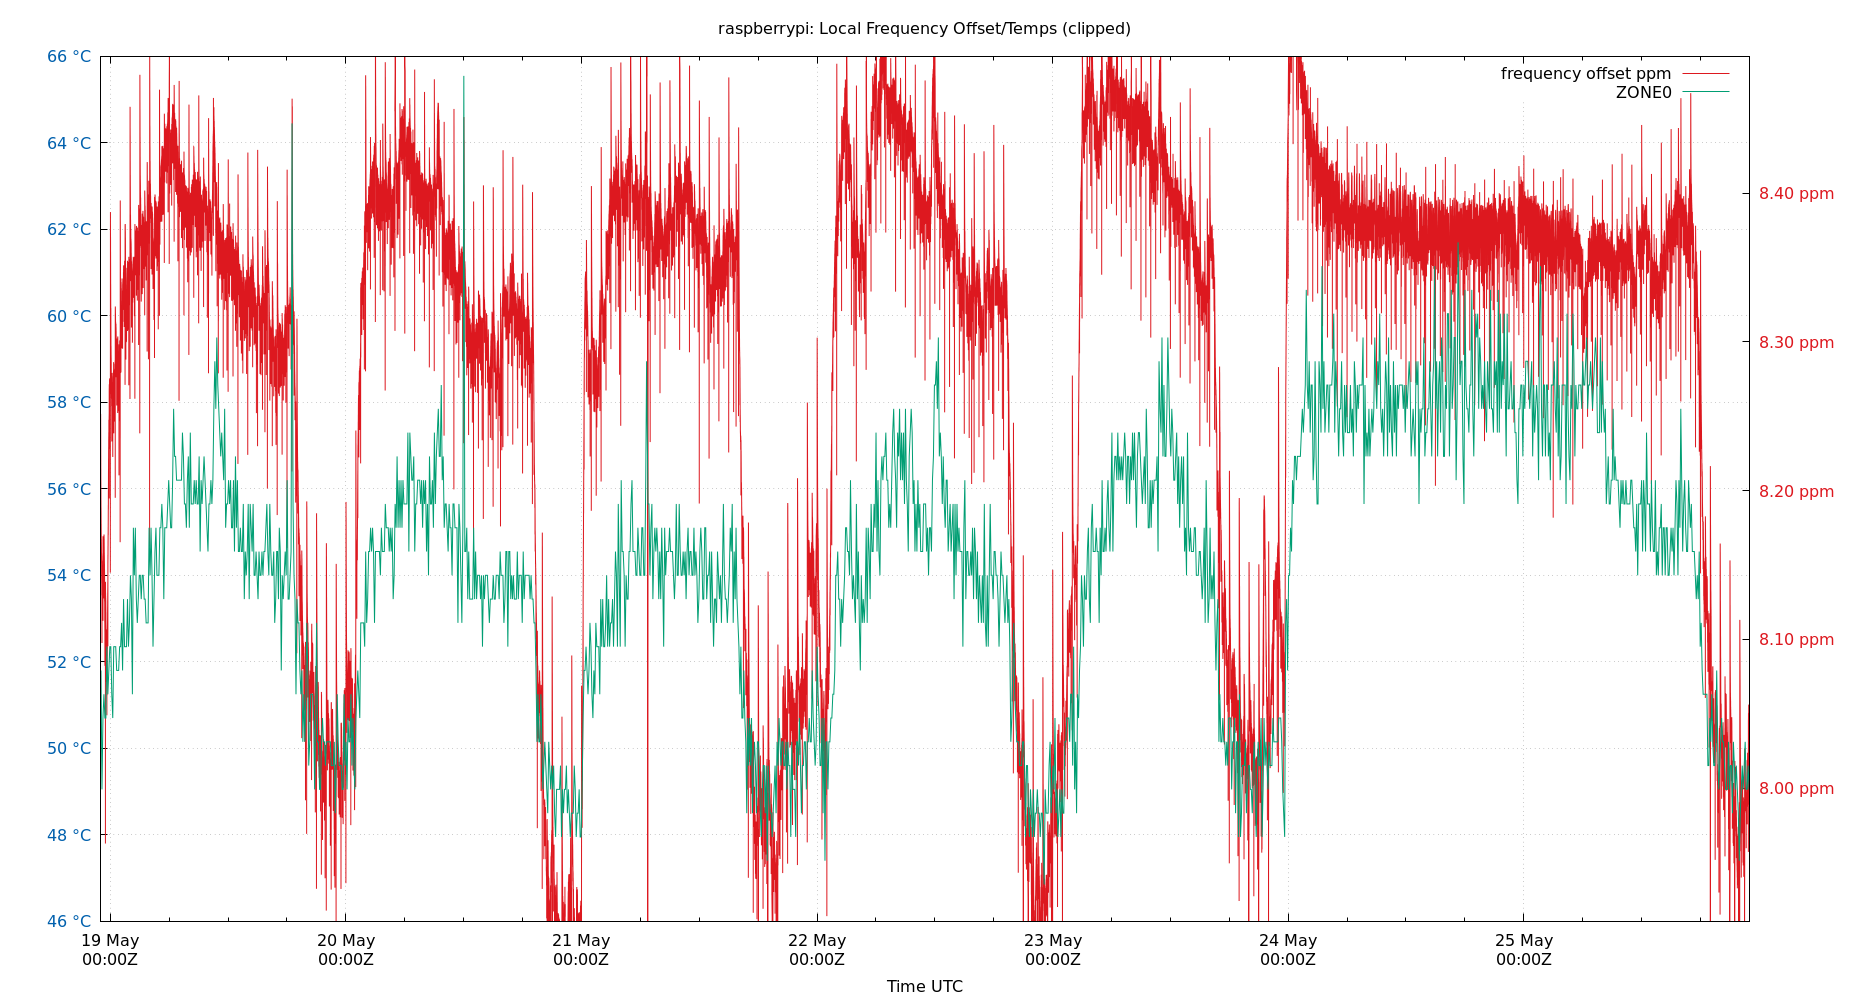 raspberrypi: Local Frequency Offset/Temps (clipped)
66 °C
64 °C
62 °C
60 °C
58 °C
56 °C
54 °C
52 °C
50 °C
48 °C
46 °C
frequency offset ppm
ZONE0
8.40 ppm
8.30 ppm
8.20 ppm
8.10 ppm
8.00 ppm
19 May 20 May 21 May 22 May 23 May 24 May 25 May
00:00Z 00:00Z 00:00Z 00:00Z 00:00Z 00:00Z 00:00Z
Time UTC